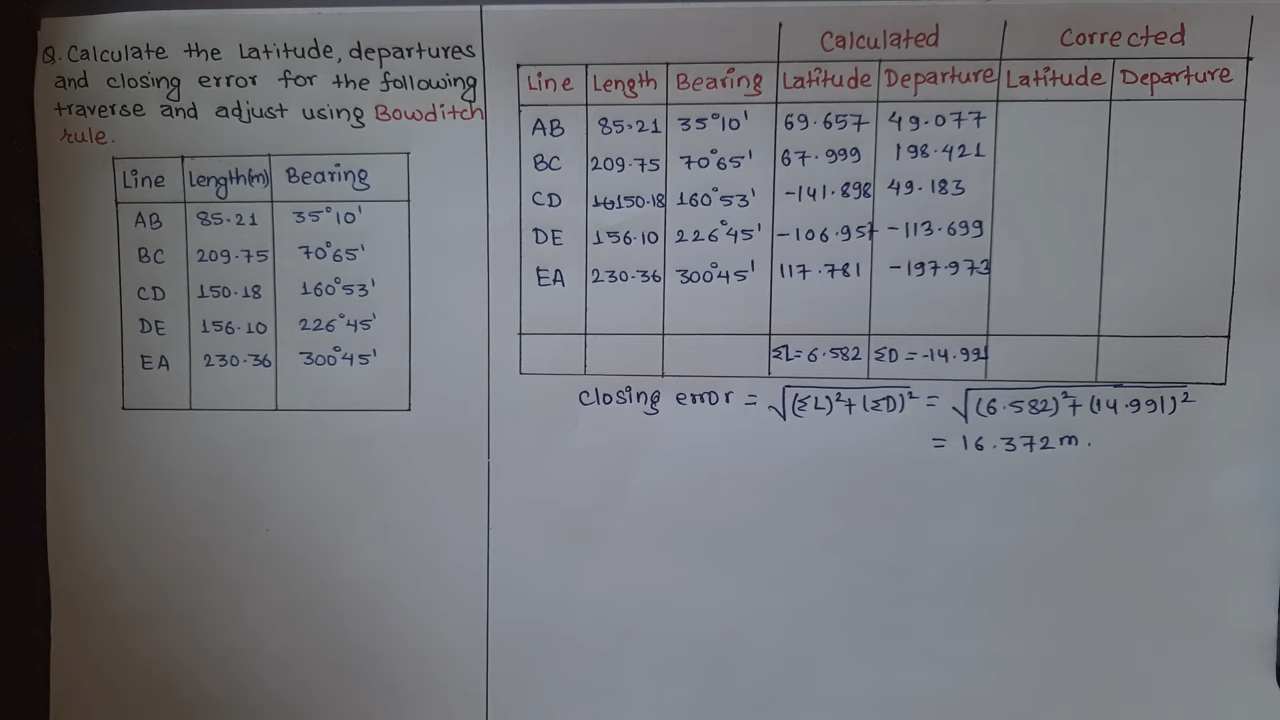 Q. Calculate the Latitude, departures
and closing error for the following
traverse and adjust using Bowditch
rule.
Line Length(m) Bearing
AB 85.21 35°10'
BC 209.75 70°65'
CD 150.18 160°53'
DE 156.10 226°45'
EA 230.36 300°45'
Calculated Corrected
Line Length Bearing Latitude Departure Latitude Departure
AB 85.21 35°10' 69.657 49.077
BC 209.75 70°65' 67.999 198.421
CD 150.18 160°53' -141.898 49.183
DE 156.10 226°45' -106.957 -113.699
EA 230.36 300°45' 117.781 -197.973
ΣL=6.582 ΣD=-14.991
Closing error = √(ΣL)²+(ΣD)² = √(6.582)²+(14.991)²
= 16.372m.